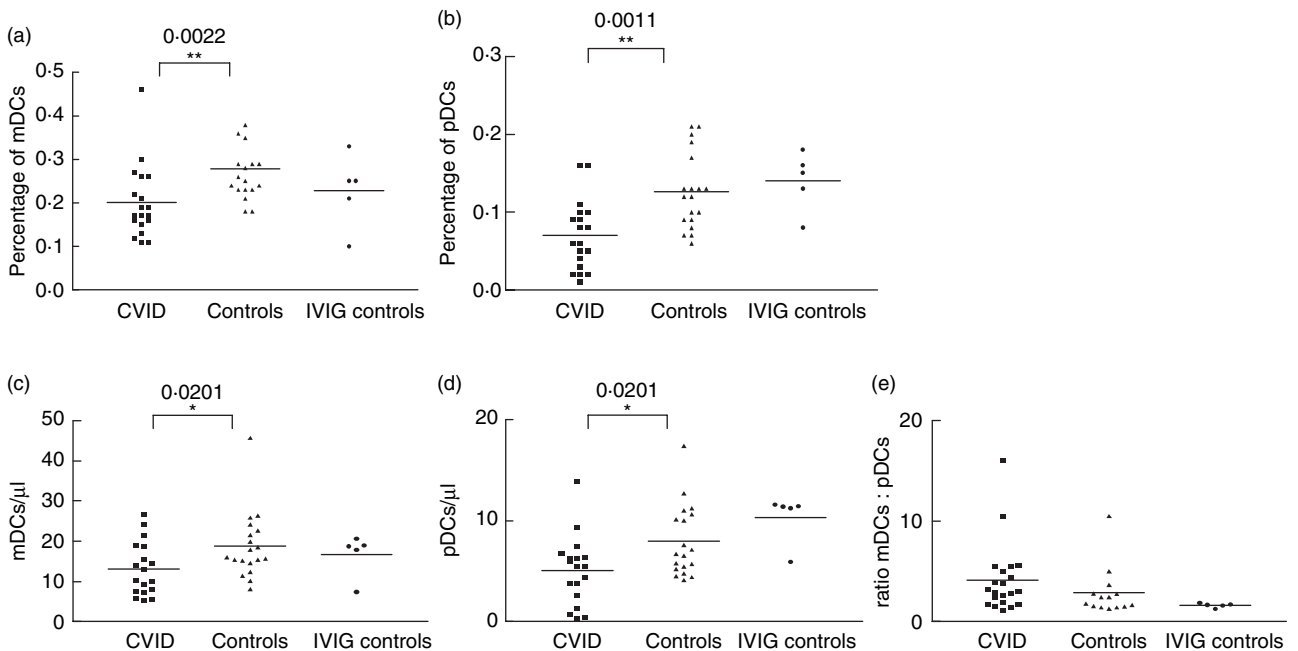 (a)
0·0022
**
0·5
0·4
0·3
0·2
0·1
0·0
Percentage of mDCs
CVID
Controls
IVIG controls
(b)
0·0011
**
0·3
0·2
0·1
0·0
Percentage of pDCs
CVID
Controls
IVIG controls
(c)
0·0201
*
50
40
30
20
10
0
mDCs/μl
CVID
Controls
IVIG controls
(d)
0·0201
*
20
10
0
pDCs/μl
CVID
Controls
IVIG controls
(e)
20
10
0
ratio mDCs : pDCs
CVID
Controls
IVIG controls